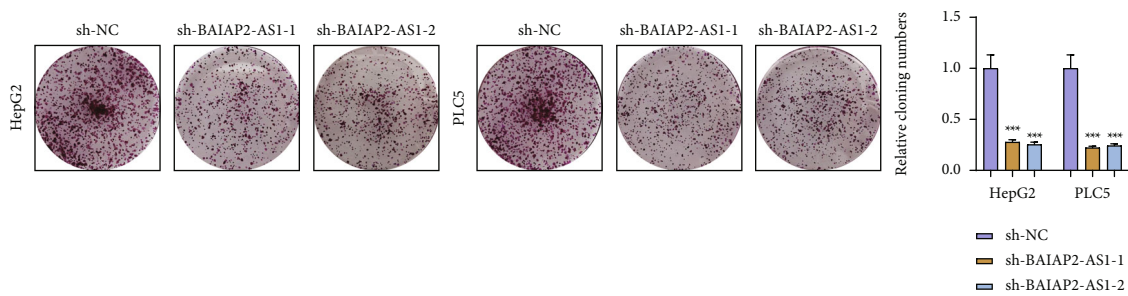 sh-NC sh-BAIAP2-AS1-1 sh-BAIAP2-AS1-2
HepG2
sh-NC sh-BAIAP2-AS1-1 sh-BAIAP2-AS1-2
PLC5
Relative cloning numbers
1.5
1.0
0.5
0.0
*** ***
*** ***
HepG2 PLC5
sh-NC
sh-BAIAP2-AS1-1
sh-BAIAP2-AS1-2